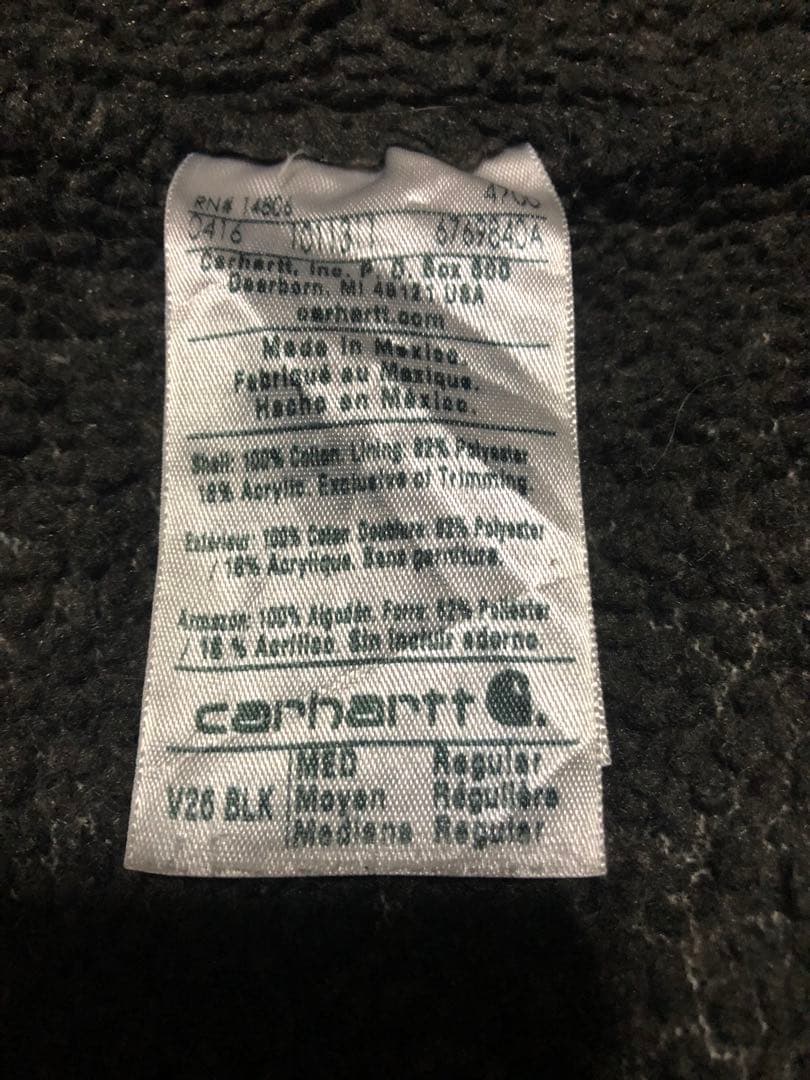 RN# 14806
0416 6769840A
Carhartt, Inc. P. O. Box 600
Dearborn, MI 48121 USA
carhartt.com
Made in Mexico.
Fabriqué au Mexique.
Hecho en México.
Shell: 100% Cotton. Lining: 82% Polyester
18% Acrylic. Exclusive of Trimming
Extérieur: 100% Coton Doublure: 82% Polyester
/ 18% Acrylique. Sans garniture.
Armazon: 100% Algodón. Forro: 82% Poliéster
/ 18 % Acrílico. Sin incluir adorno
carhartt
V26 BLK MED Regular
Moyen Régulière
Mediana Regular